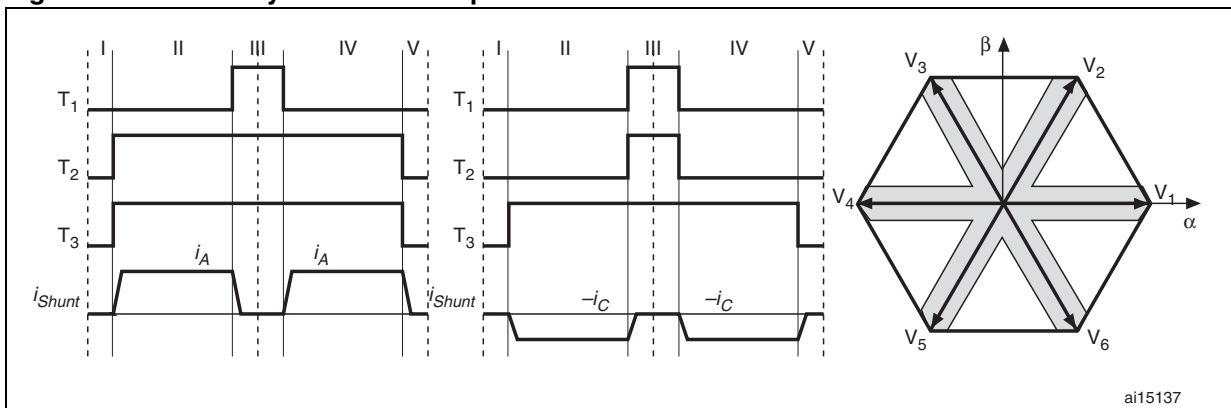 I II III IV V
T1
T2
T3
iA iA
iShunt
I II III IV V
T1
T2
T3
–iC –iC
iShunt
β
V3 V2
V4 V1
α
V5 V6
ai15137